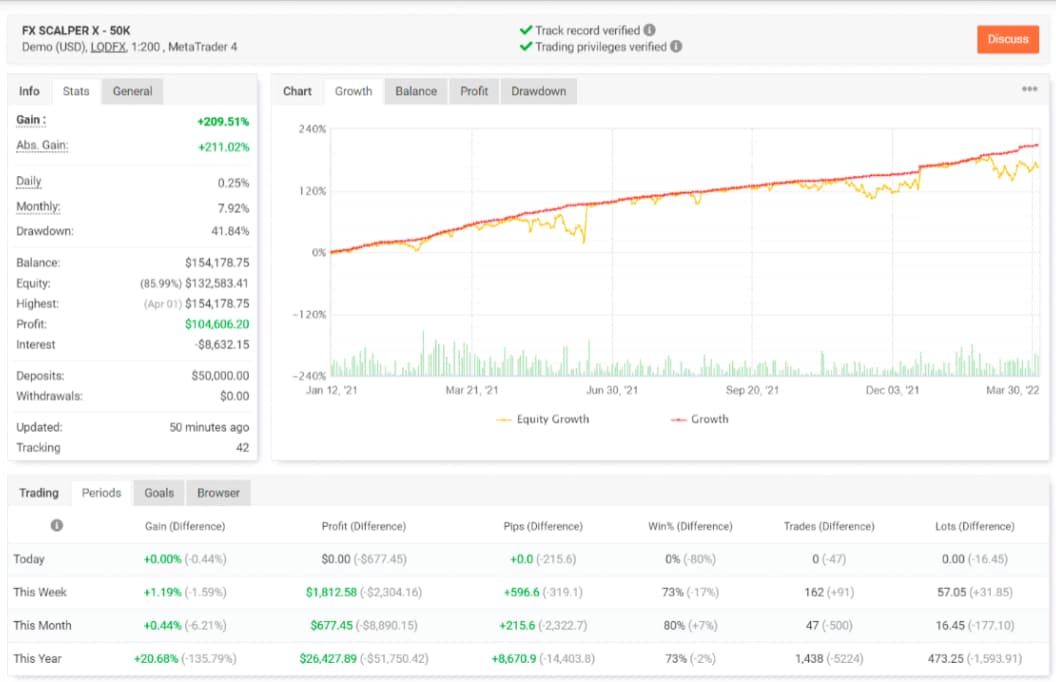 FX SCALPER X - 50K
Demo (USD), LQDFX, 1:200 , MetaTrader 4
Track record verified
Trading privileges verified
Discuss
Info Stats General
Gain : +209.51%
Abs. Gain: +211.02%
Daily 0.25%
Monthly: 7.92%
Drawdown: 41.84%
Balance: $154,178.75
Equity: (85.99%) $132,583.41
Highest: (Apr 01) $154,178.75
Profit: $104,606.20
Interest -$8,632.15
Deposits: $50,000.00
Withdrawals: $0.00
Updated: 50 minutes ago
Tracking 42
Chart Growth Balance Profit Drawdown
240%
120%
0%
-120%
-240%
Jan 12, '21 Mar 21, '21 Jun 30, '21 Sep 20, '21 Dec 03, '21 Mar 30, '22
Equity Growth Growth
Trading Periods Goals Browser
Gain (Difference) Profit (Difference) Pips (Difference) Win% (Difference) Trades (Difference) Lots (Difference)
Today +0.00% (-0.44%) $0.00 (-$677.45) +0.0 (-215.6) 0% (-80%) 0 (-47) 0.00 (-16.45)
This Week +1.19% (-1.59%) $1,812.58 (-$2,304.16) +596.6 (-319.1) 73% (-17%) 162 (+91) 57.05 (+31.85)
This Month +0.44% (-6.21%) $677.45 (-$8,890.15) +215.6 (-2,322.7) 80% (+7%) 47 (-500) 16.45 (-177.10)
This Year +20.68% (-135.79%) $26,427.89 (-$51,750.42) +8,670.9 (-14,403.8) 73% (-2%) 1,438 (-5224) 473.25 (-1,593.91)